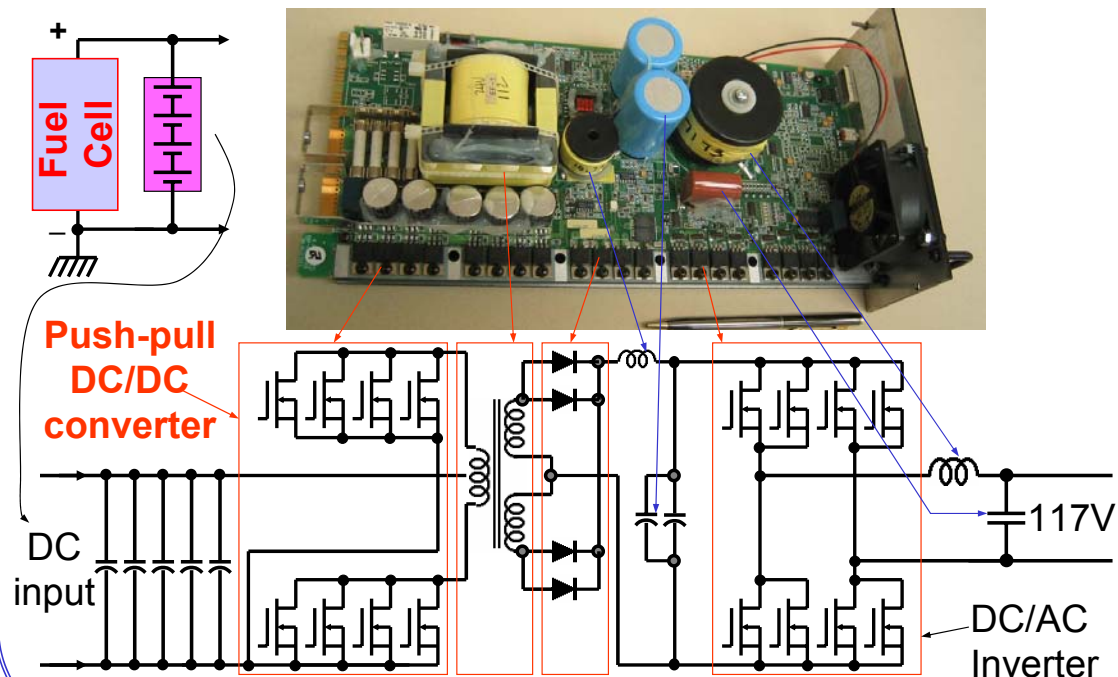 +
Fuel
Cell
–
Push-pull
DC/DC
converter
DC
input
117V
DC/AC
Inverter